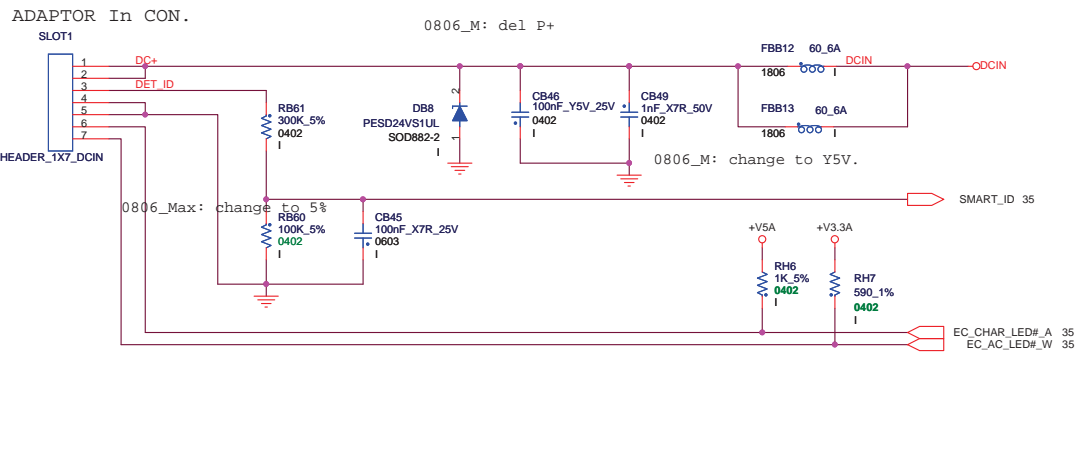 ADAPTOR In CON.
0806_M: del P+
SLOT1
1
2
3
4
5
6
7
HEADER_1X7_DCIN
DC+
DET_ID
RB61
300K_5%
0402
I
DB8
PESD24VS1UL
SOD882-2
I
2
1
CB46
100nF_Y5V_25V
0402
I
CB49
1nF_X7R_50V
0402
I
FBB12
60_6A
1806
I
DCIN
DCIN
FBB13
60_6A
1806
I
0806_M: change to Y5V.
0806_Max: change to 5%
RB60
100K_5%
0402
I
CB45
100nF_X7R_25V
0603
I
SMART_ID 35
+V5A
+V3.3A
RH6
1K_5%
0402
I
RH7
590_1%
0402
I
EC_CHAR_LED#_A 35
EC_AC_LED#_W 35